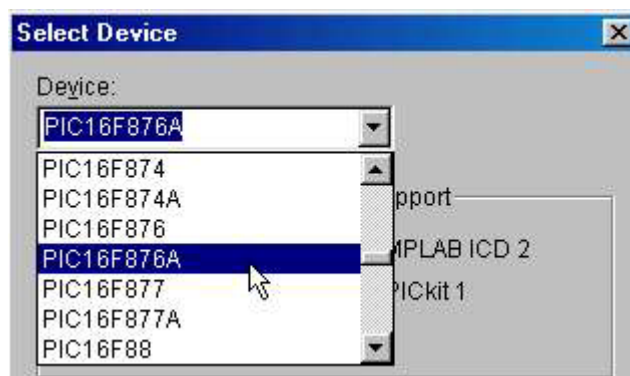 Select Device
Device:
PIC16F876A
PIC16F874
PIC16F874A
PIC16F876
PIC16F876A
PIC16F877
PIC16F877A
PIC16F88
pport
MPLAB ICD 2
PICkit 1